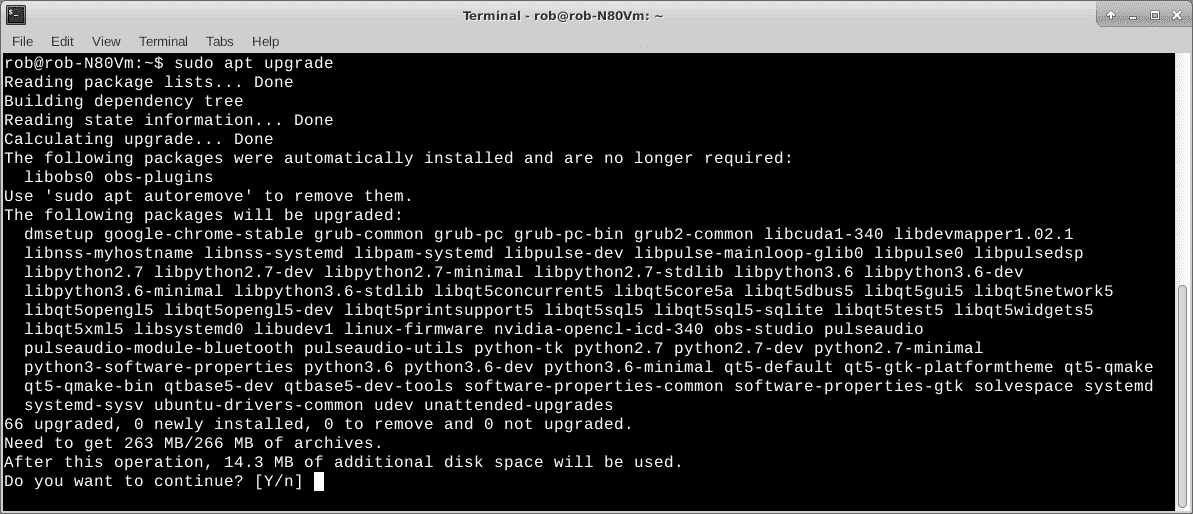 Terminal - rob@rob-N80Vm: ~
File Edit View Terminal Tabs Help
rob@rob-N80Vm:~$ sudo apt upgrade
Reading package lists... Done
Building dependency tree
Reading state information... Done
Calculating upgrade... Done
The following packages were automatically installed and are no longer required:
  libobs0 obs-plugins
Use 'sudo apt autoremove' to remove them.
The following packages will be upgraded:
  dmsetup google-chrome-stable grub-common grub-pc grub-pc-bin grub2-common libcuda1-340 libdevmapper1.02.1
  libnss-myhostname libnss-systemd libpam-systemd libpulse-dev libpulse-mainloop-glib0 libpulse0 libpulsedsp
  libpython2.7 libpython2.7-dev libpython2.7-minimal libpython2.7-stdlib libpython3.6 libpython3.6-dev
  libpython3.6-minimal libpython3.6-stdlib libqt5concurrent5 libqt5core5a libqt5dbus5 libqt5gui5 libqt5network5
  libqt5opengl5 libqt5opengl5-dev libqt5printsupport5 libqt5sql5 libqt5sql5-sqlite libqt5test5 libqt5widgets5
  libqt5xml5 libsystemd0 libudev1 linux-firmware nvidia-opencl-icd-340 obs-studio pulseaudio
  pulseaudio-module-bluetooth pulseaudio-utils python-tk python2.7 python2.7-dev python2.7-minimal
  python3-software-properties python3.6 python3.6-dev python3.6-minimal qt5-default qt5-gtk-platformtheme qt5-qmake
  qt5-qmake-bin qtbase5-dev qtbase5-dev-tools software-properties-common software-properties-gtk solvespace systemd
  systemd-sysv ubuntu-drivers-common udev unattended-upgrades
66 upgraded, 0 newly installed, 0 to remove and 0 not upgraded.
Need to get 263 MB/266 MB of archives.
After this operation, 14.3 MB of additional disk space will be used.
Do you want to continue? [Y/n]